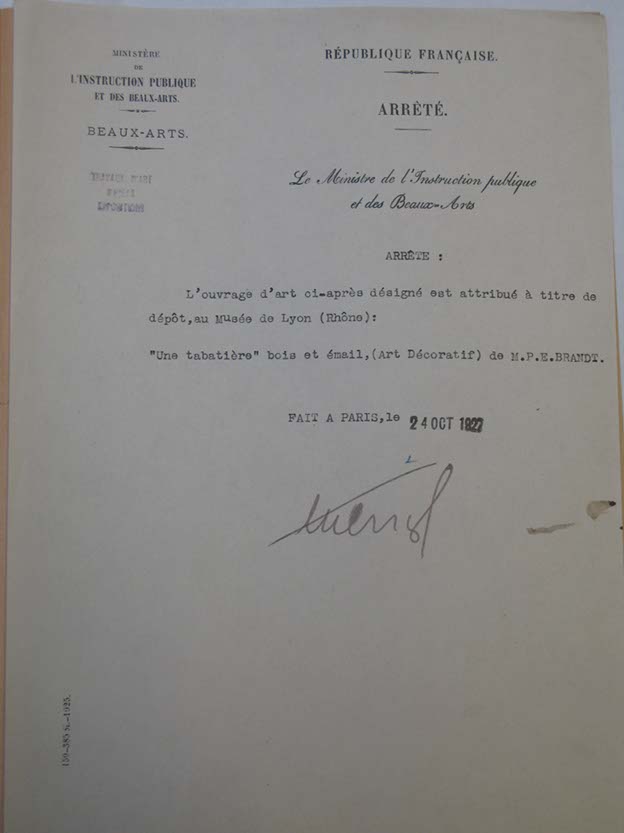 MINISTÈRE
DE
L'INSTRUCTION PUBLIQUE
ET DES BEAUX-ARTS.
BEAUX-ARTS.
RÉPUBLIQUE FRANÇAISE.
ARRÊTÉ.
Le Ministre de l'Instruction publique
et des Beaux-Arts
ARRÊTE :
L'ouvrage d'art ci-après désigné est attribué à titre de
dépôt, au Musée de Lyon (Rhône):
"Une tabatière" bois et émail,(Art Décoratif) de M.P.E.BRANDT.
FAIT A PARIS,le 24 OCT 1927